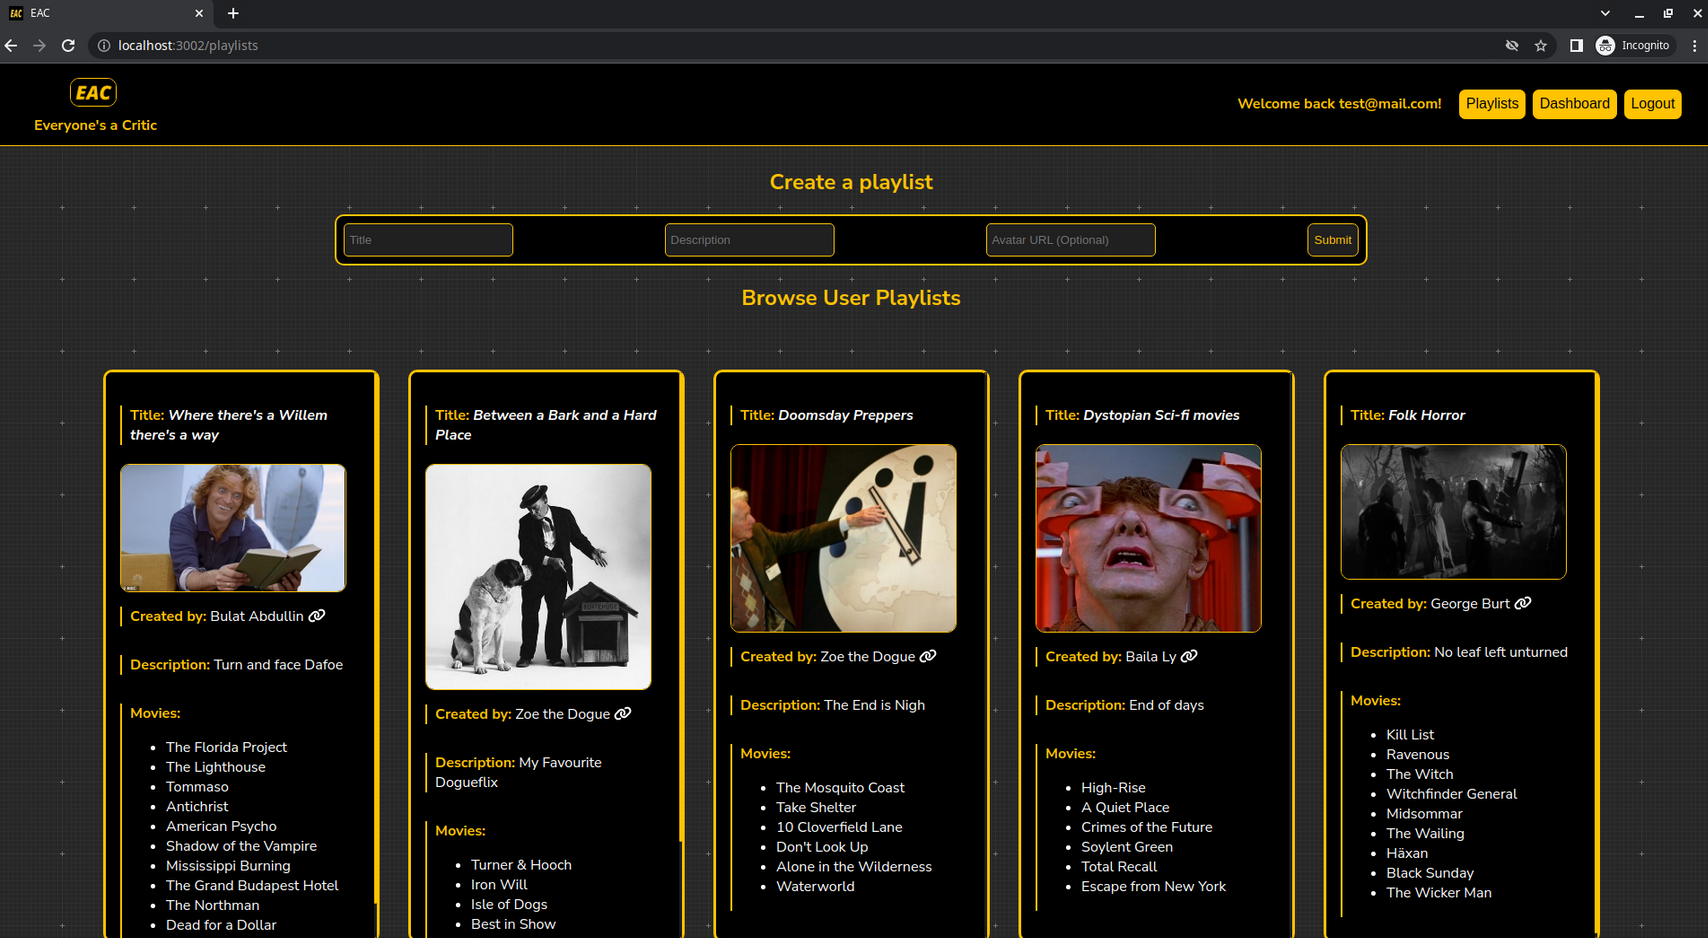 EAC
localhost:3002/playlists
Incognito
EAC
Everyone's a Critic
Welcome back test@mail.com!
Playlists
Dashboard
Logout
Create a playlist
Title
Description
Avatar URL (Optional)
Submit
Browse User Playlists
Title: Where there's a Willem
there's a way
Created by: Bulat Abdullin
Description: Turn and face Dafoe
Movies:
The Florida Project
The Lighthouse
Tommaso
Antichrist
American Psycho
Shadow of the Vampire
Mississippi Burning
The Grand Budapest Hotel
The Northman
Dead for a Dollar
Title: Between a Bark and a Hard
Place
Created by: Zoe the Dogue
Description: My Favourite
Dogueflix
Movies:
Turner & Hooch
Iron Will
Isle of Dogs
Best in Show
Title: Doomsday Preppers
Created by: Zoe the Dogue
Description: The End is Nigh
Movies:
The Mosquito Coast
Take Shelter
10 Cloverfield Lane
Don't Look Up
Alone in the Wilderness
Waterworld
Title: Dystopian Sci-fi movies
Created by: Baila Ly
Description: End of days
Movies:
High-Rise
A Quiet Place
Crimes of the Future
Soylent Green
Total Recall
Escape from New York
Title: Folk Horror
Created by: George Burt
Description: No leaf left unturned
Movies:
Kill List
Ravenous
The Witch
Witchfinder General
Midsommar
The Wailing
Häxan
Black Sunday
The Wicker Man